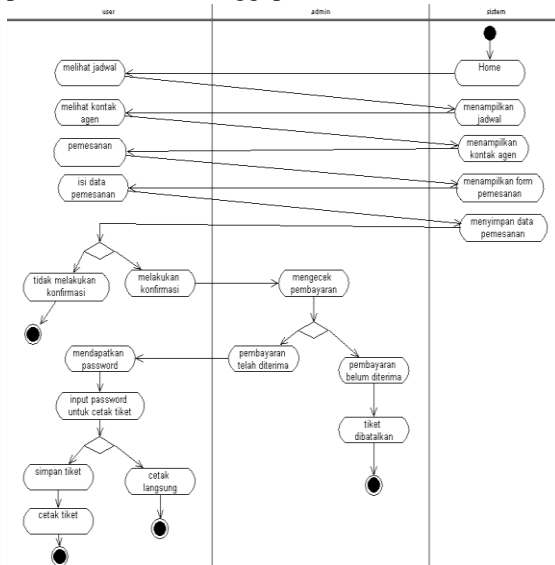 user
admin
sistem
melihat jadwal
Home
melihat kontak
agen
menampilkan
jadwal
pemesanan
menampilkan
kontak agen
isi data
pemesanan
menampilkan form
pemesanan
menyimpan data
pemesanan
tidak melakukan
konfirmasi
melakukan
konfirmasi
mengecek
pembayaran
mendapatkan
password
pembayaran
telah diterima
pembayaran
belum diterima
input password
untuk cetak tiket
tiket
dibatalkan
simpan tiket
cetak
langsung
cetak tiket